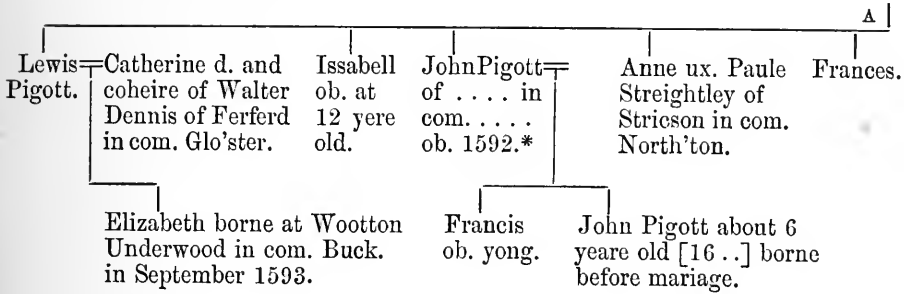 A
Lewis=Catherine d. and
Pigott. coheire of Walter
Dennis of Ferferd
in com. Glo'ster.
Issabell
ob. at
12 yere
old.
John Pigott=
of . . . . in
com. . . . .
ob. 1592.*
Anne ux. Paule
Streightley of
Stricson in com.
North'ton.
Frances.
Elizabeth borne at Wootton
Underwood in com. Buck.
in September 1593.
Francis
ob. yong.
John Pigott about 6
yeare old [16 . .] borne
before mariage.